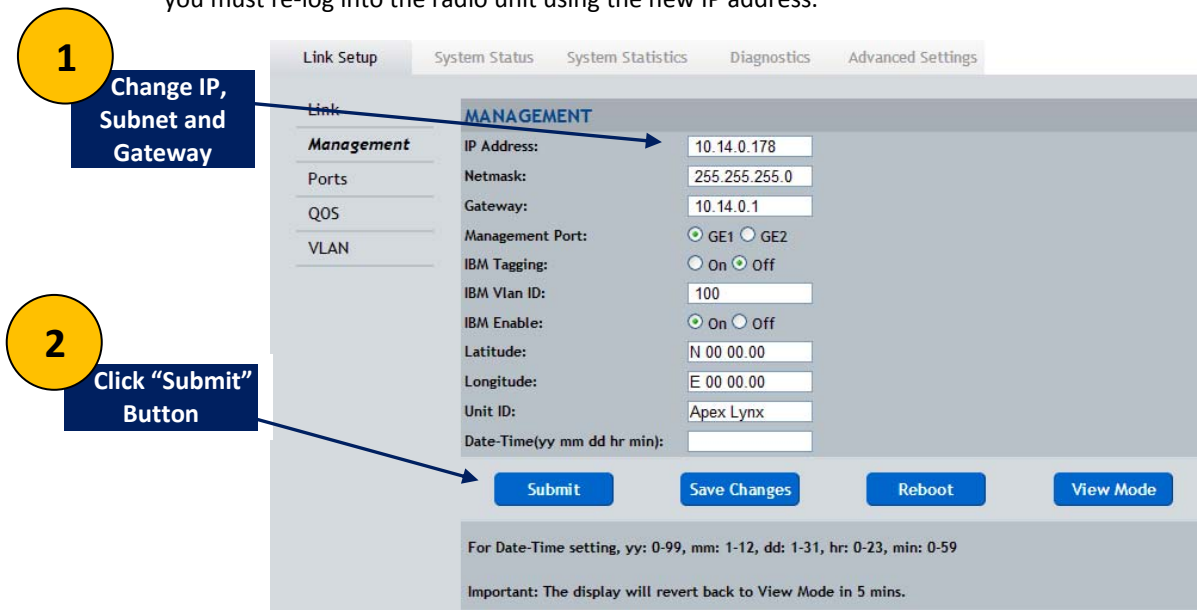 you must re-log into the radio unit using the new IP address.
1
Change IP,
Subnet and
Gateway
Link Setup System Status System Statistics Diagnostics Advanced Settings
Link
Management
Ports
QOS
VLAN
MANAGEMENT
IP Address: 10.14.0.178
Netmask: 255.255.255.0
Gateway: 10.14.0.1
Management Port: GE1 GE2
IBM Tagging: On Off
IBM Vlan ID: 100
IBM Enable: On Off
Latitude: N 00 00.00
Longitude: E 00 00.00
Unit ID: Apex Lynx
Date-Time(yy mm dd hr min):
2
Click “Submit”
Button
Submit Save Changes Reboot View Mode
For Date-Time setting, yy: 0-99, mm: 1-12, dd: 1-31, hr: 0-23, min: 0-59
Important: The display will revert back to View Mode in 5 mins.